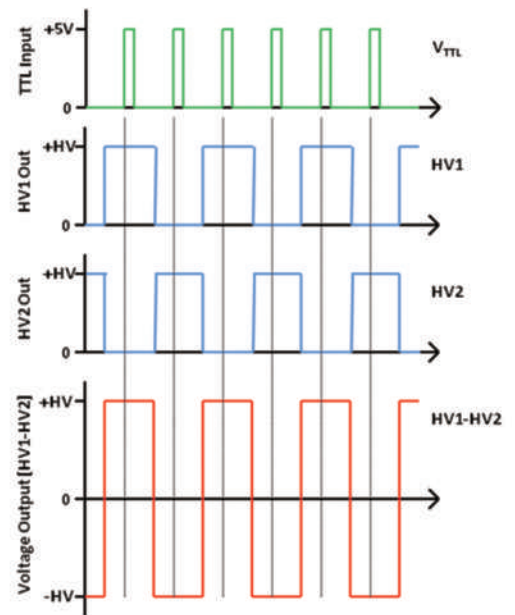 TTL Input
+5V
0
V_TTL
HV1 Out
+HV
0
HV1
HV2 Out
+HV
0
HV2
Voltage Output [HV1-HV2]
+HV
0
-HV
HV1-HV2